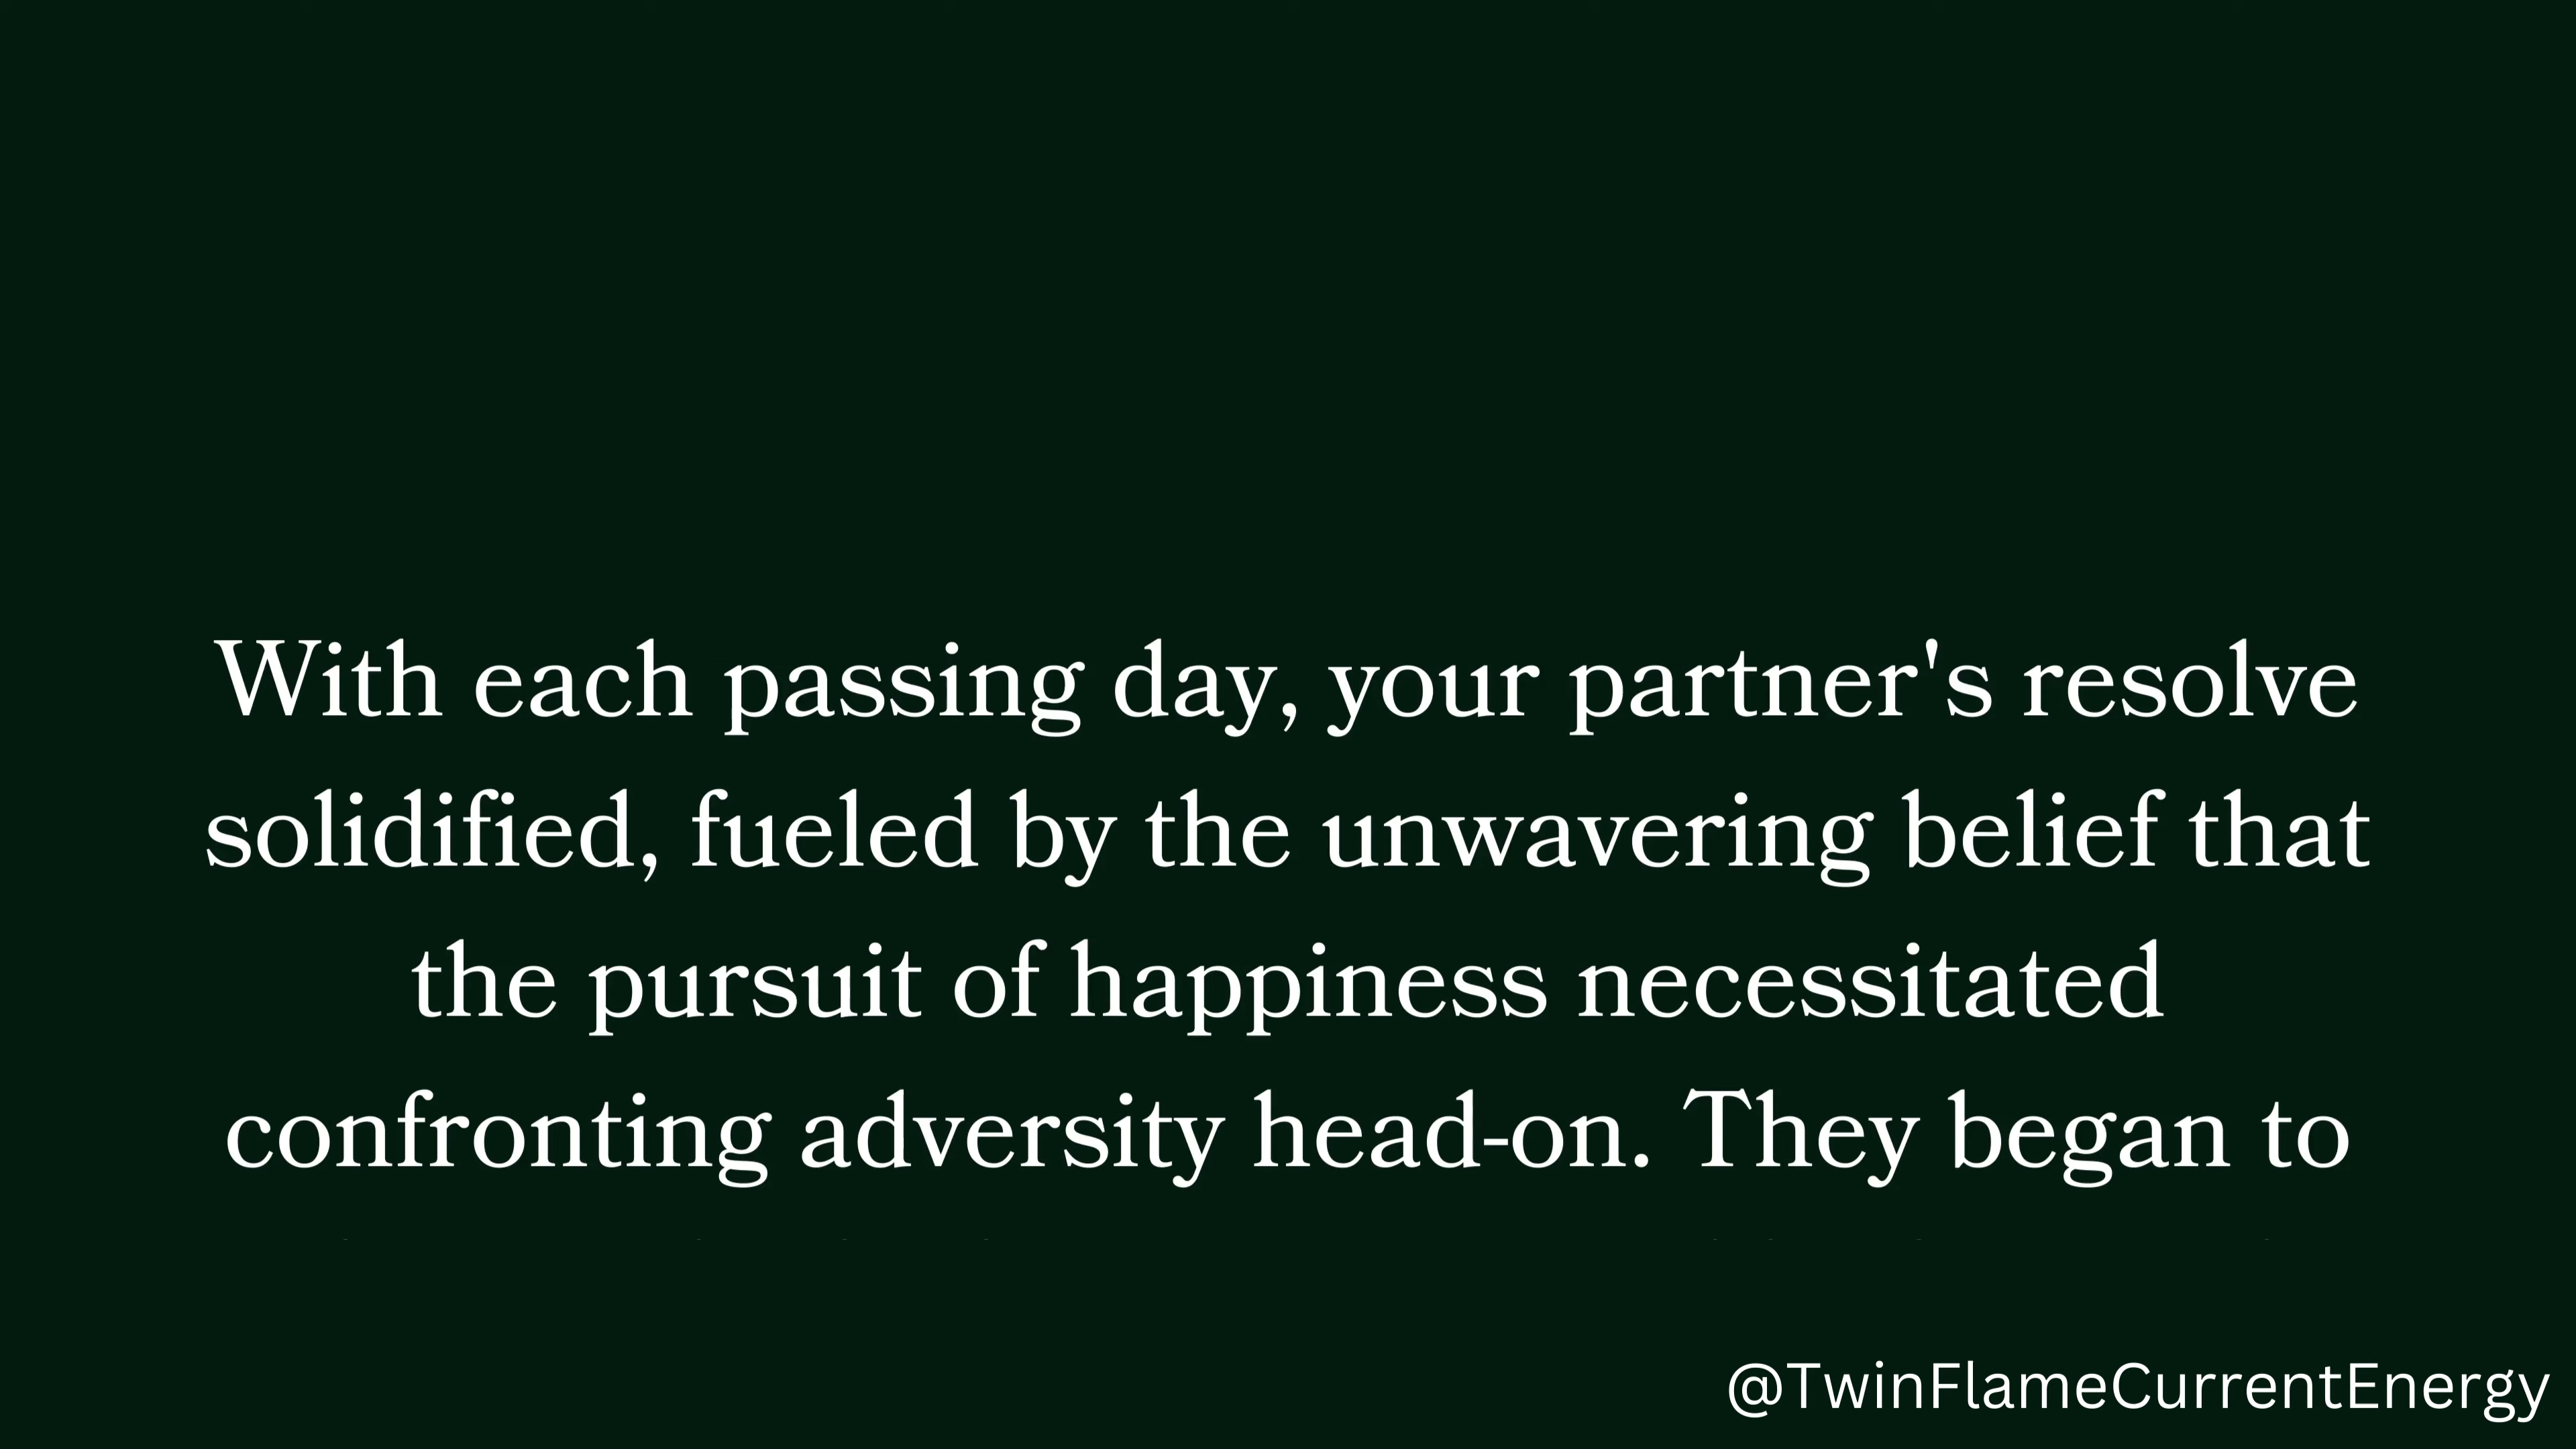 With each passing day, your partner's resolve
solidified, fueled by the unwavering belief that
the pursuit of happiness necessitated
confronting adversity head-on. They began to
@TwinFlameCurrentEnergy